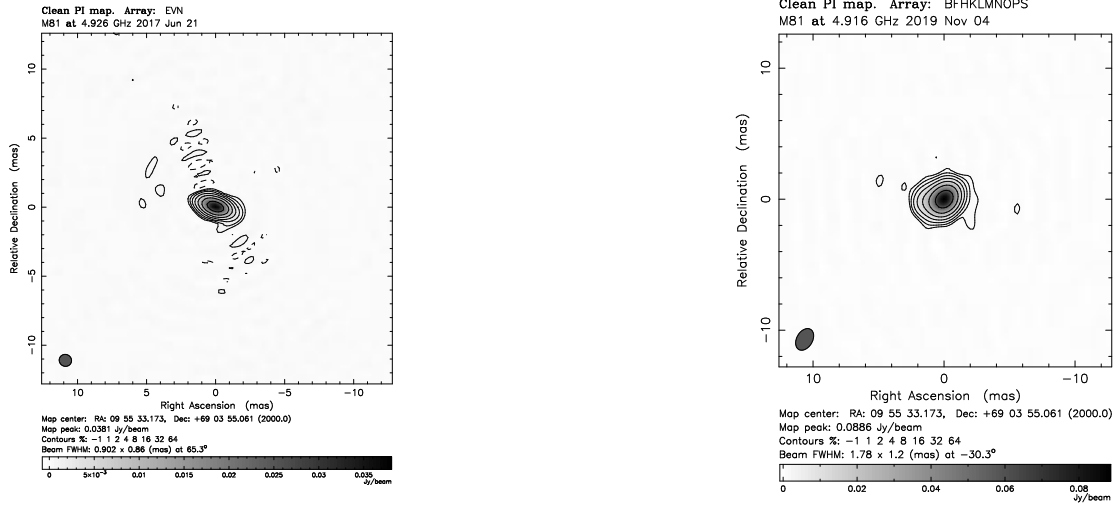 Clean PI map. Array: EVN
M81 at 4.926 GHz 2017 Jun 21
Relative Declination (mas)
10
5
0
−5
−10
10 5 0 −5 −10
Right Ascension (mas)
Map center: RA: 09 55 33.173, Dec: +69 03 55.061 (2000.0)
Map peak: 0.0381 Jy/beam
Contours %: −1 1 2 4 8 16 32 64
Beam FWHM: 0.902 x 0.86 (mas) at 65.3°
0 5×10⁻³ 0.01 0.015 0.02 0.025 0.03 0.035
Jy/beam
Clean PI map. Array: BFHKLMNOPS
M81 at 4.916 GHz 2019 Nov 04
Relative Declination (mas)
10
0
−10
10 0 −10
Right Ascension (mas)
Map center: RA: 09 55 33.173, Dec: +69 03 55.061 (2000.0)
Map peak: 0.0886 Jy/beam
Contours %: −1 1 2 4 8 16 32 64
Beam FWHM: 1.78 x 1.2 (mas) at −30.3°
0 0.02 0.04 0.06 0.08
Jy/beam